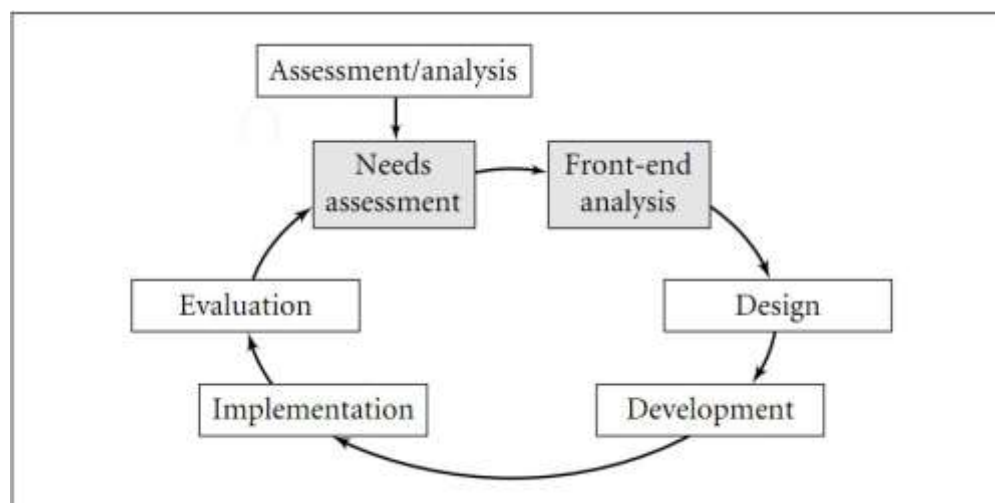 Assessment/analysis
Needs
assessment
Front-end
analysis
Evaluation
Design
Implementation
Development